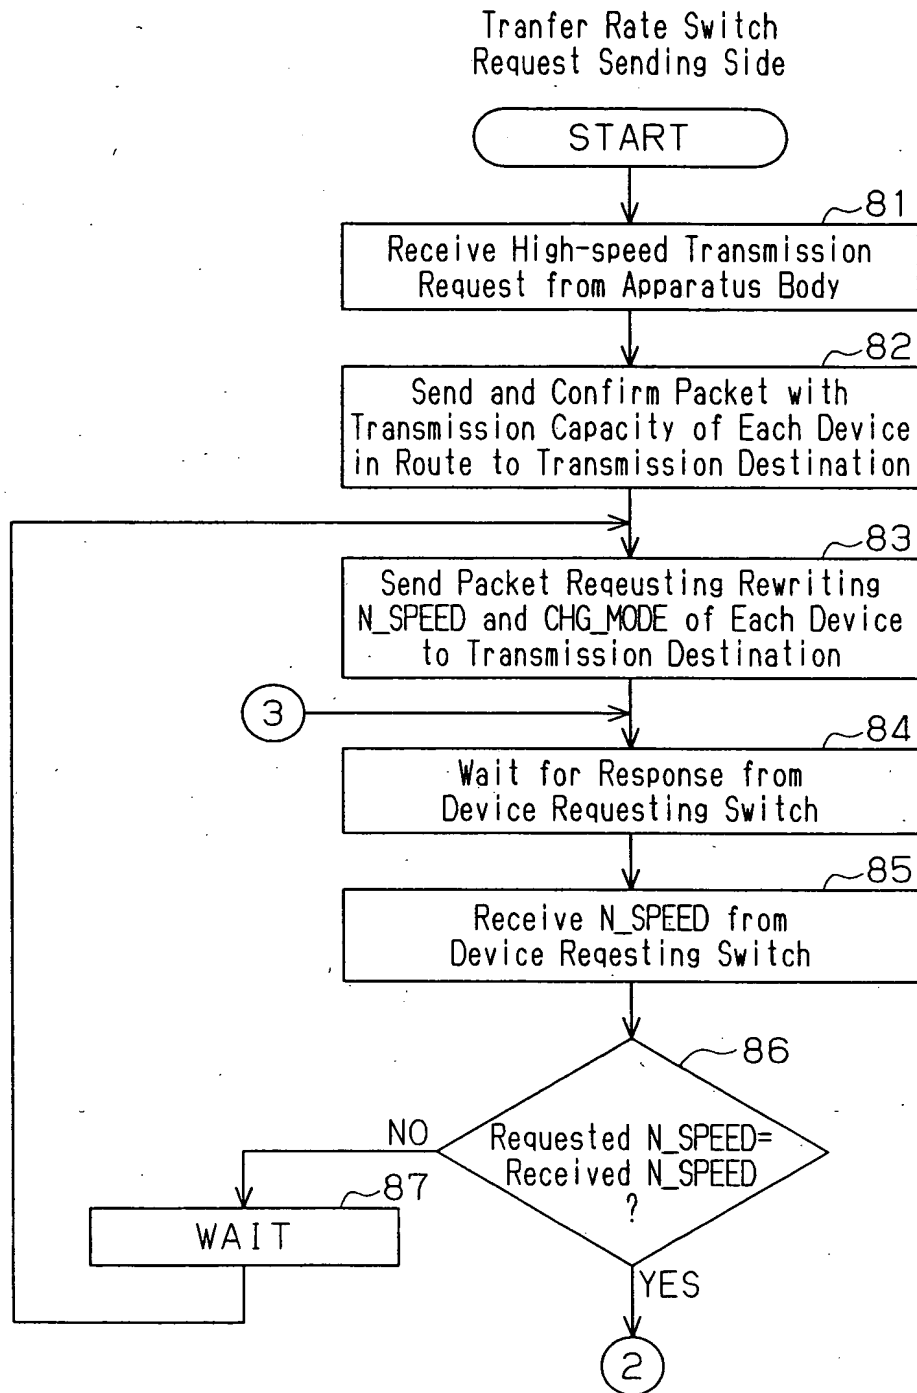 Tranfer Rate Switch
Request Sending Side
START
81
Receive High-speed Transmission
Request from Apparatus Body
82
Send and Confirm Packet with
Transmission Capacity of Each Device
in Route to Transmission Destination
83
Send Packet Reqeusting Rewriting
N_SPEED and CHG_MODE of Each Device
to Transmission Destination
3
84
Wait for Response from
Device Requesting Switch
85
Receive N_SPEED from
Device Reqesting Switch
86
Requested N_SPEED=
Received N_SPEED
?
NO
87
WAIT
YES
2